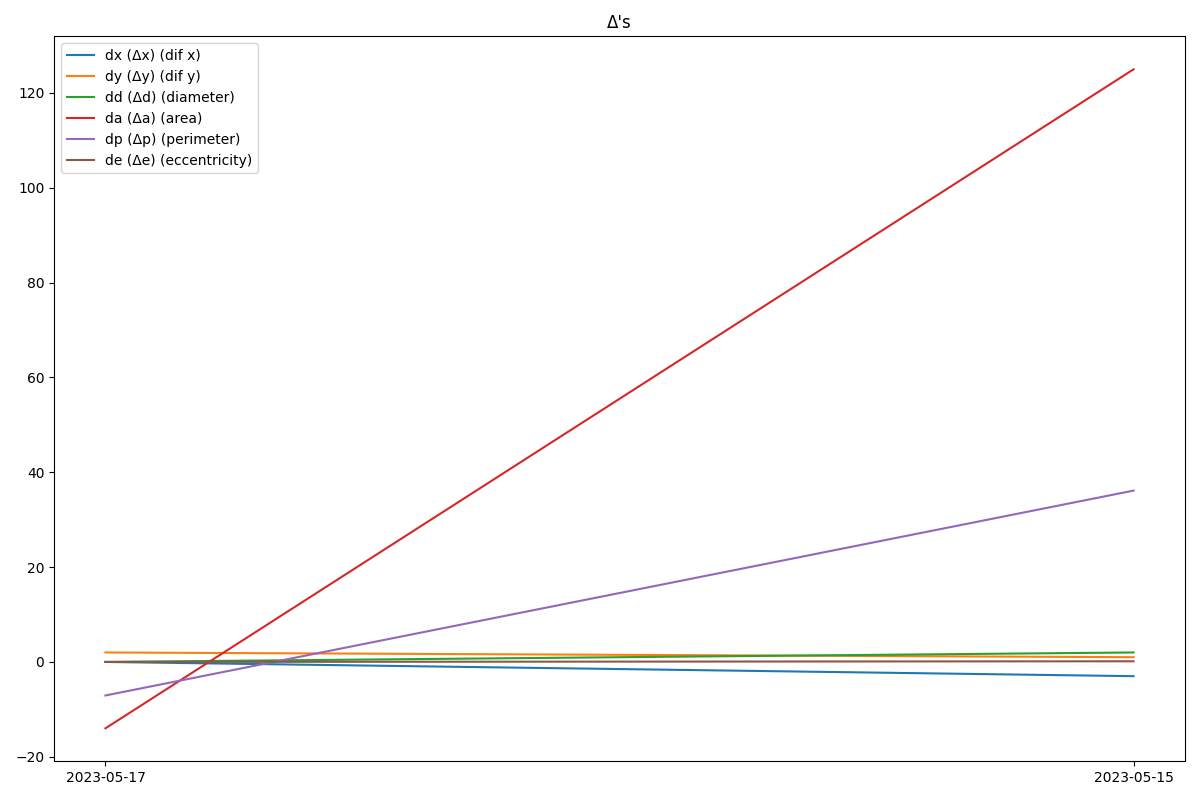 Δ's
dx (Δx) (dif x)
dy (Δy) (dif y)
dd (Δd) (diameter)
da (Δa) (area)
dp (Δp) (perimeter)
de (Δe) (eccentricity)
120
100
80
60
40
20
0
−20
2023-05-17 2023-05-15